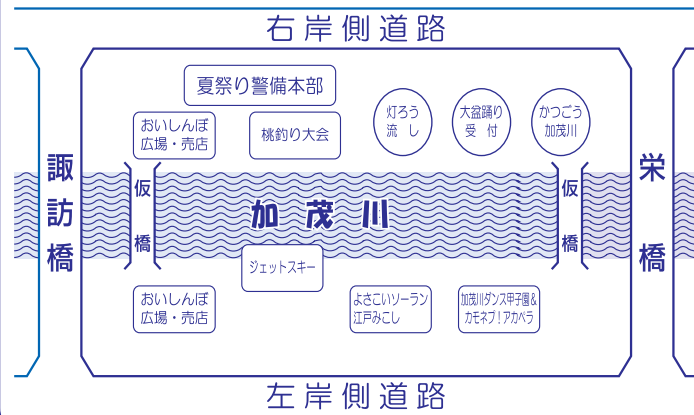 右岸側道路
夏祭り警備本部
おいしんぼ
広場・売店
桃釣り大会
灯ろう
流し
大盆踊り
受付
かつごう
加茂川
諏訪橋
仮橋
加茂川
仮橋
栄橋
ジェットスキー
おいしんぼ
広場・売店
よさこいソーラン
江戸みこし
加茂川ダンス甲子園＆
カモネブ！アカペラ
左岸側道路